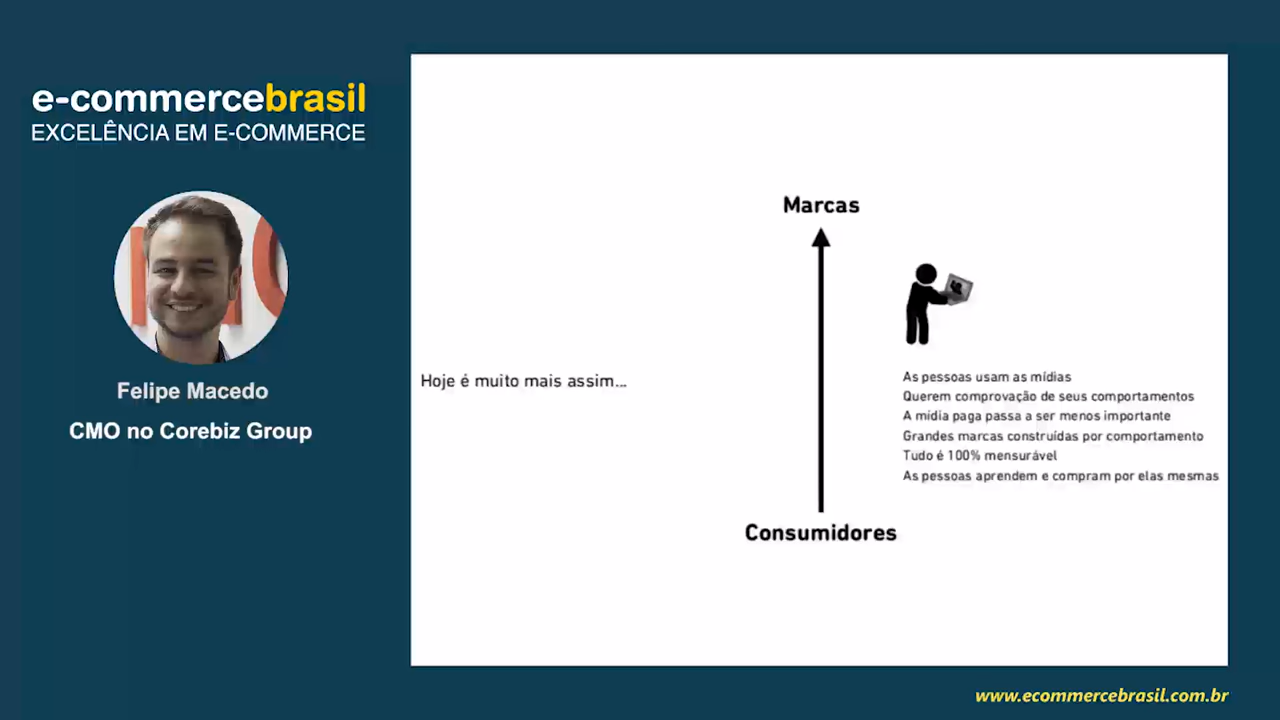 e-commercebrasil
EXCELÊNCIA EM E-COMMERCE
Felipe Macedo
CMO no Corebiz Group
Marcas
Hoje é muito mais assim...
As pessoas usam as mídias
Querem comprovação de seus comportamentos
A mídia paga passa a ser menos importante
Grandes marcas construídas por comportamento
Tudo é 100% mensurável
As pessoas aprendem e compram por elas mesmas
Consumidores
www.ecommercebrasil.com.br